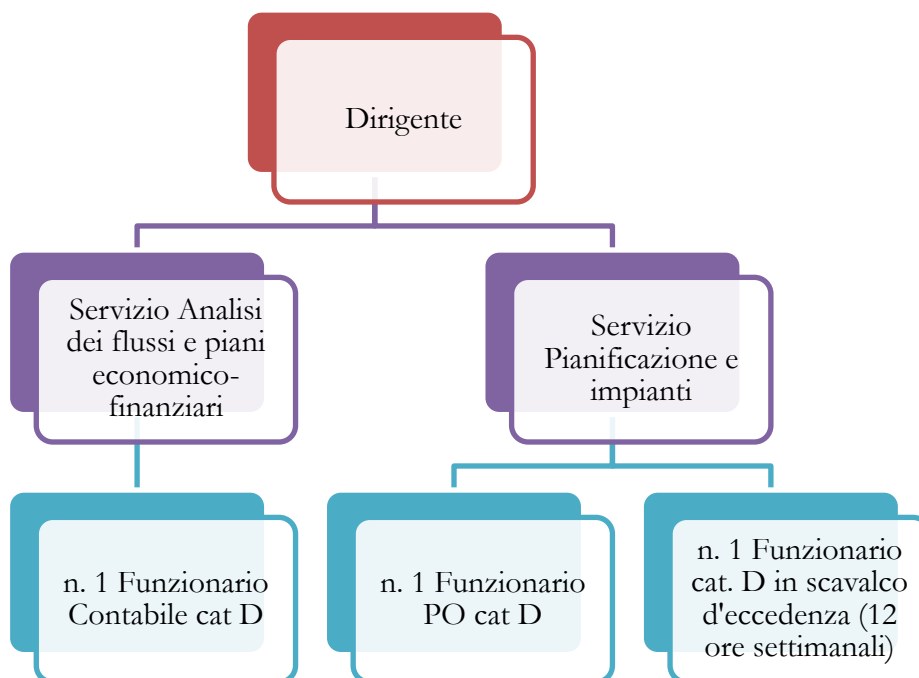 Dirigente
Servizio Analisi
dei flussi e piani
economico-
finanziari
Servizio
Pianificazione e
impianti
n. 1 Funzionario
Contabile cat D
n. 1 Funzionario
PO cat D
n. 1 Funzionario
cat. D in scavalco
d'eccedenza (12
ore settimanali)